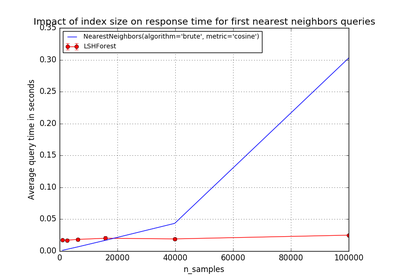 Impact of index size on response time for first nearest neighbors queries
NearestNeighbors(algorithm='brute', metric='cosine')
LSHForest
Average query time in seconds
0.35
0.30
0.25
0.20
0.15
0.10
0.05
0.00
0
20000
40000
60000
80000
100000
n_samples